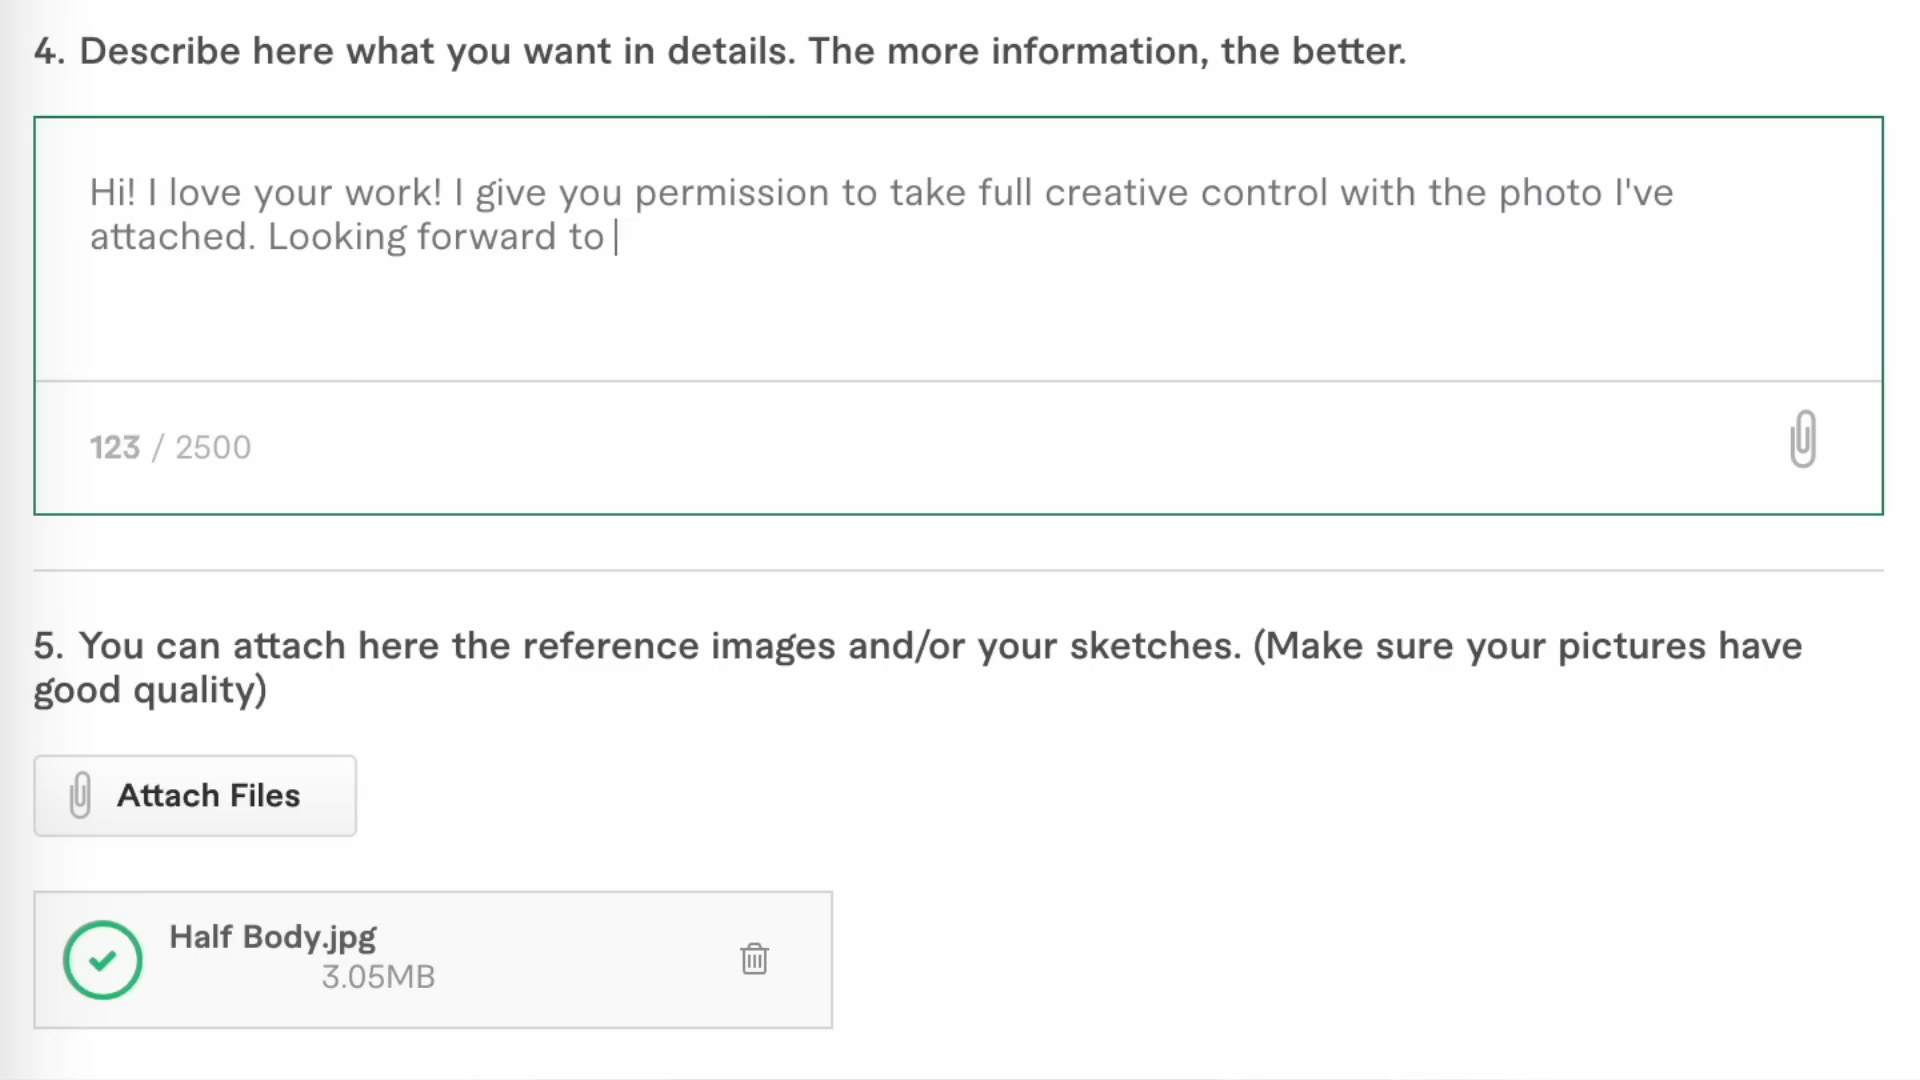 4. Describe here what you want in details. The more information, the better.
Hi! I love your work! I give you permission to take full creative control with the photo I've
attached. Looking forward to
123 / 2500
5. You can attach here the reference images and/or your sketches. (Make sure your pictures have
good quality)
Attach Files
Half Body.jpg
3.05MB